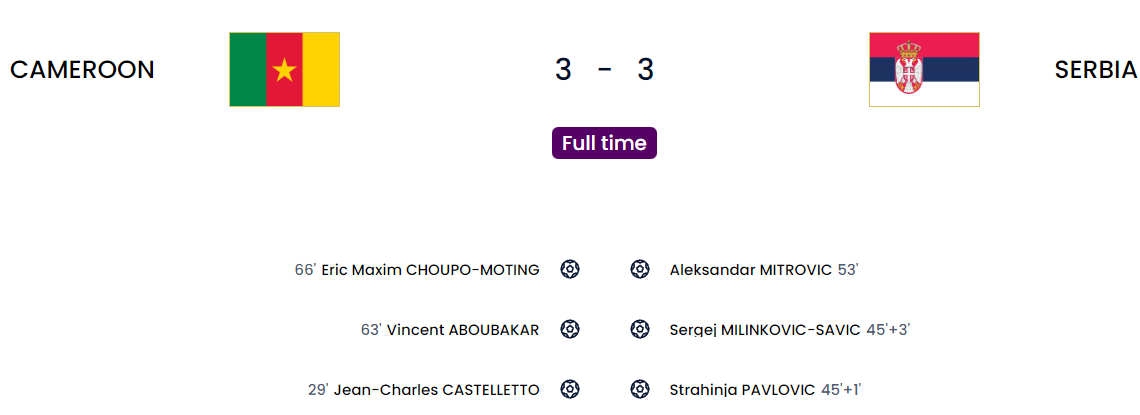 CAMEROON 3 - 3 SERBIA
Full time
66' Eric Maxim CHOUPO-MOTING Aleksandar MITROVIC 53'
63' Vincent ABOUBAKAR Sergej MILINKOVIC-SAVIC 45'+3'
29' Jean-Charles CASTELLETTO Strahinja PAVLOVIC 45'+1'